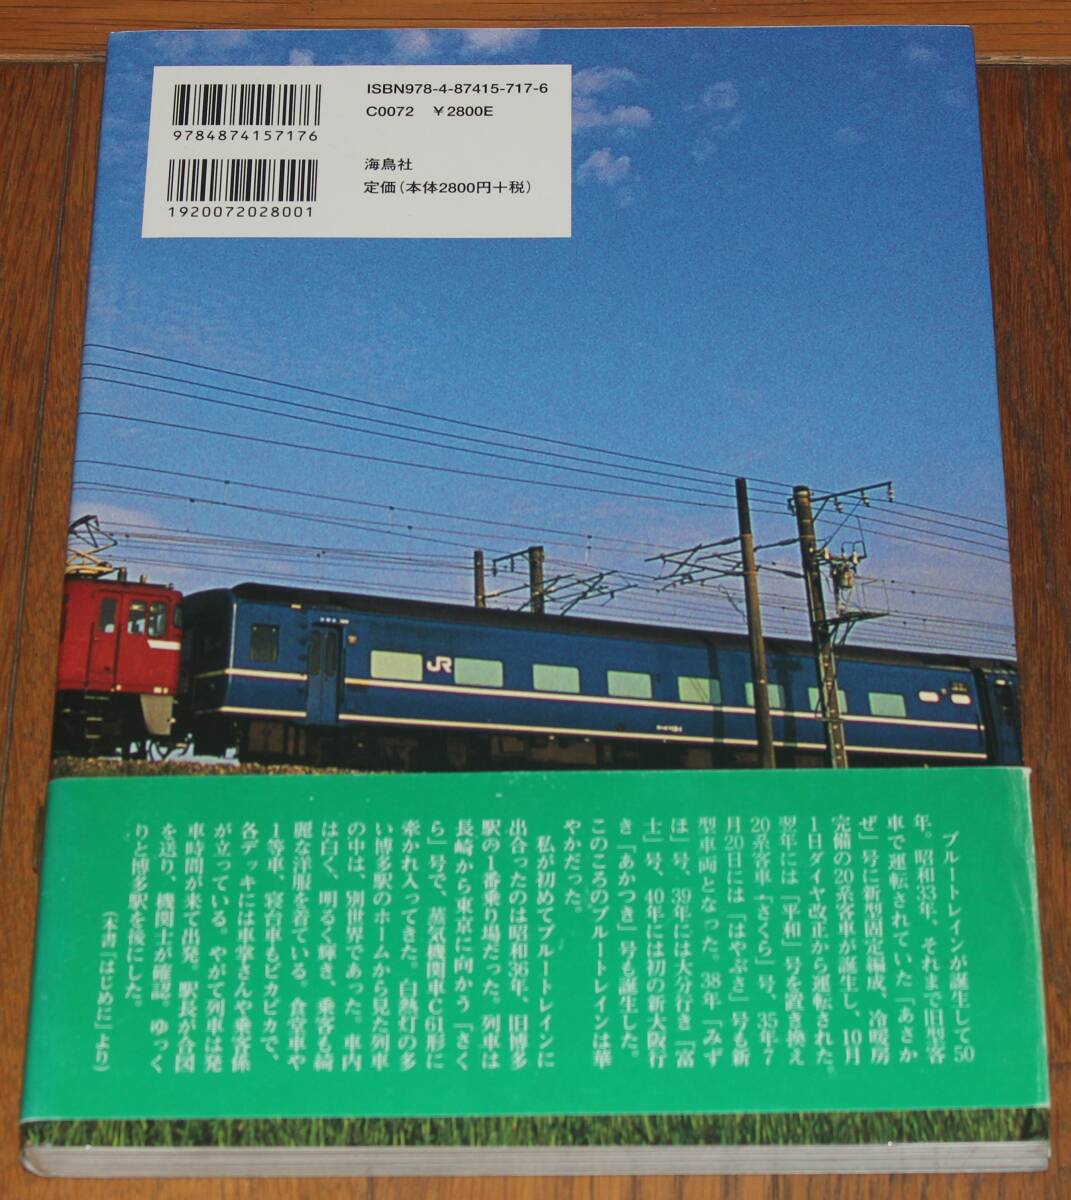 ISBN978-4-87415-717-6
C0072 ￥2800E
9784874157176
海鳥社
定価(本体2800円+税)
1920072028001
JR
ブルートレインが誕生して50
年。昭和33年、それまで旧型客
車で運転されていた「あさか
ぜ」号に新型固定編成、冷暖房
完備の20系客車が誕生し、10月
1日ダイヤ改正から運転された。
翌年には「平和」号を置き換え
20系客車「さくら」号、35年7
月20日には「はやぶさ」号も新
型車両となった。38年「みず
ほ」号、39年には大分行き「富
士」号、40年には初の新大阪行
き「あかつき」号も誕生した。
このころのブルートレインは華
やかだった。
私が初めてブルートレインに
出合ったのは昭和36年、旧博多
駅の1番乗り場だった。列車は
長崎から東京に向かう「さく
ら」号で、蒸気機関車C61形に
牽かれ入ってきた。白熱灯の多
い博多駅のホームから見た列車
の中は、別世界であった。車内
は白く、明るく輝き、乗客も綺
麗な洋服を着ている。食堂車や
1等車、寝台車もピカピカで、
各デッキには車掌さんや乗客係
が立っている。やがて列車は発
車時間が来て出発。駅長が合図
を送り、機関士が確認、ゆっく
りと博多駅を後にした。
(本書「はじめに」より)